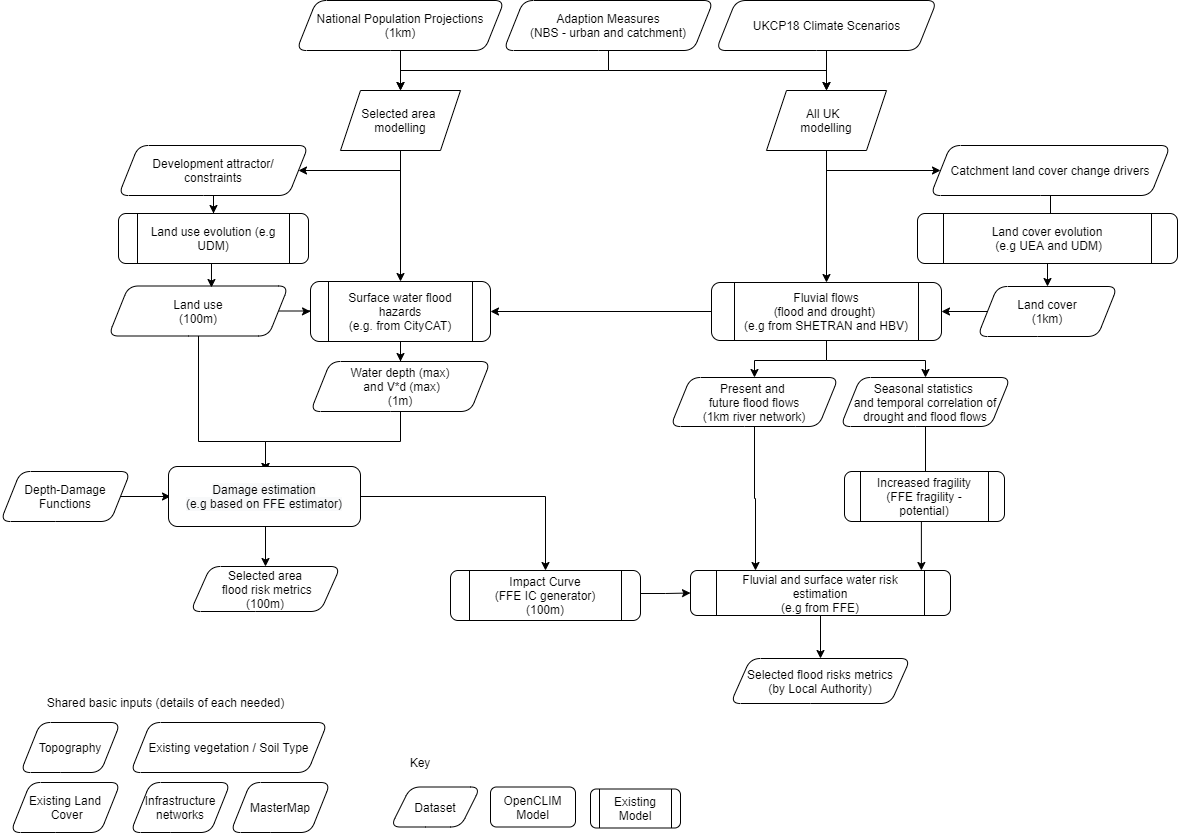 National Population Projections
(1km)
Adaption Measures
(NBS - urban and catchment)
UKCP18 Climate Scenarios
Selected area
modelling
All UK
modelling
Development attractor/
constraints
Catchment land cover change drivers
Land use evolution (e.g
UDM)
Land cover evolution
(e.g UEA and UDM)
Land use
(100m)
Surface water flood
hazards
(e.g. from CityCAT)
Fluvial flows
(flood and drought)
(e.g from SHETRAN and HBV)
Land cover
(1km)
Water depth (max)
and V*d (max)
(1m)
Present and
future flood flows
(1km river network)
Seasonal statistics
and temporal correlation of
drought and flood flows
Depth-Damage
Functions
Damage estimation
(e.g based on FFE estimator)
Increased fragility
(FFE fragility -
potential)
Selected area
flood risk metrics
(100m)
Impact Curve
(FFE IC generator)
(100m)
Fluvial and surface water risk
estimation
(e.g from FFE)
Selected flood risks metrics
(by Local Authority)
Shared basic inputs (details of each needed)
Topography
Existing vegetation / Soil Type
Existing Land
Cover
Infrastructure
networks
MasterMap
Key
Dataset
OpenCLIM
Model
Existing
Model